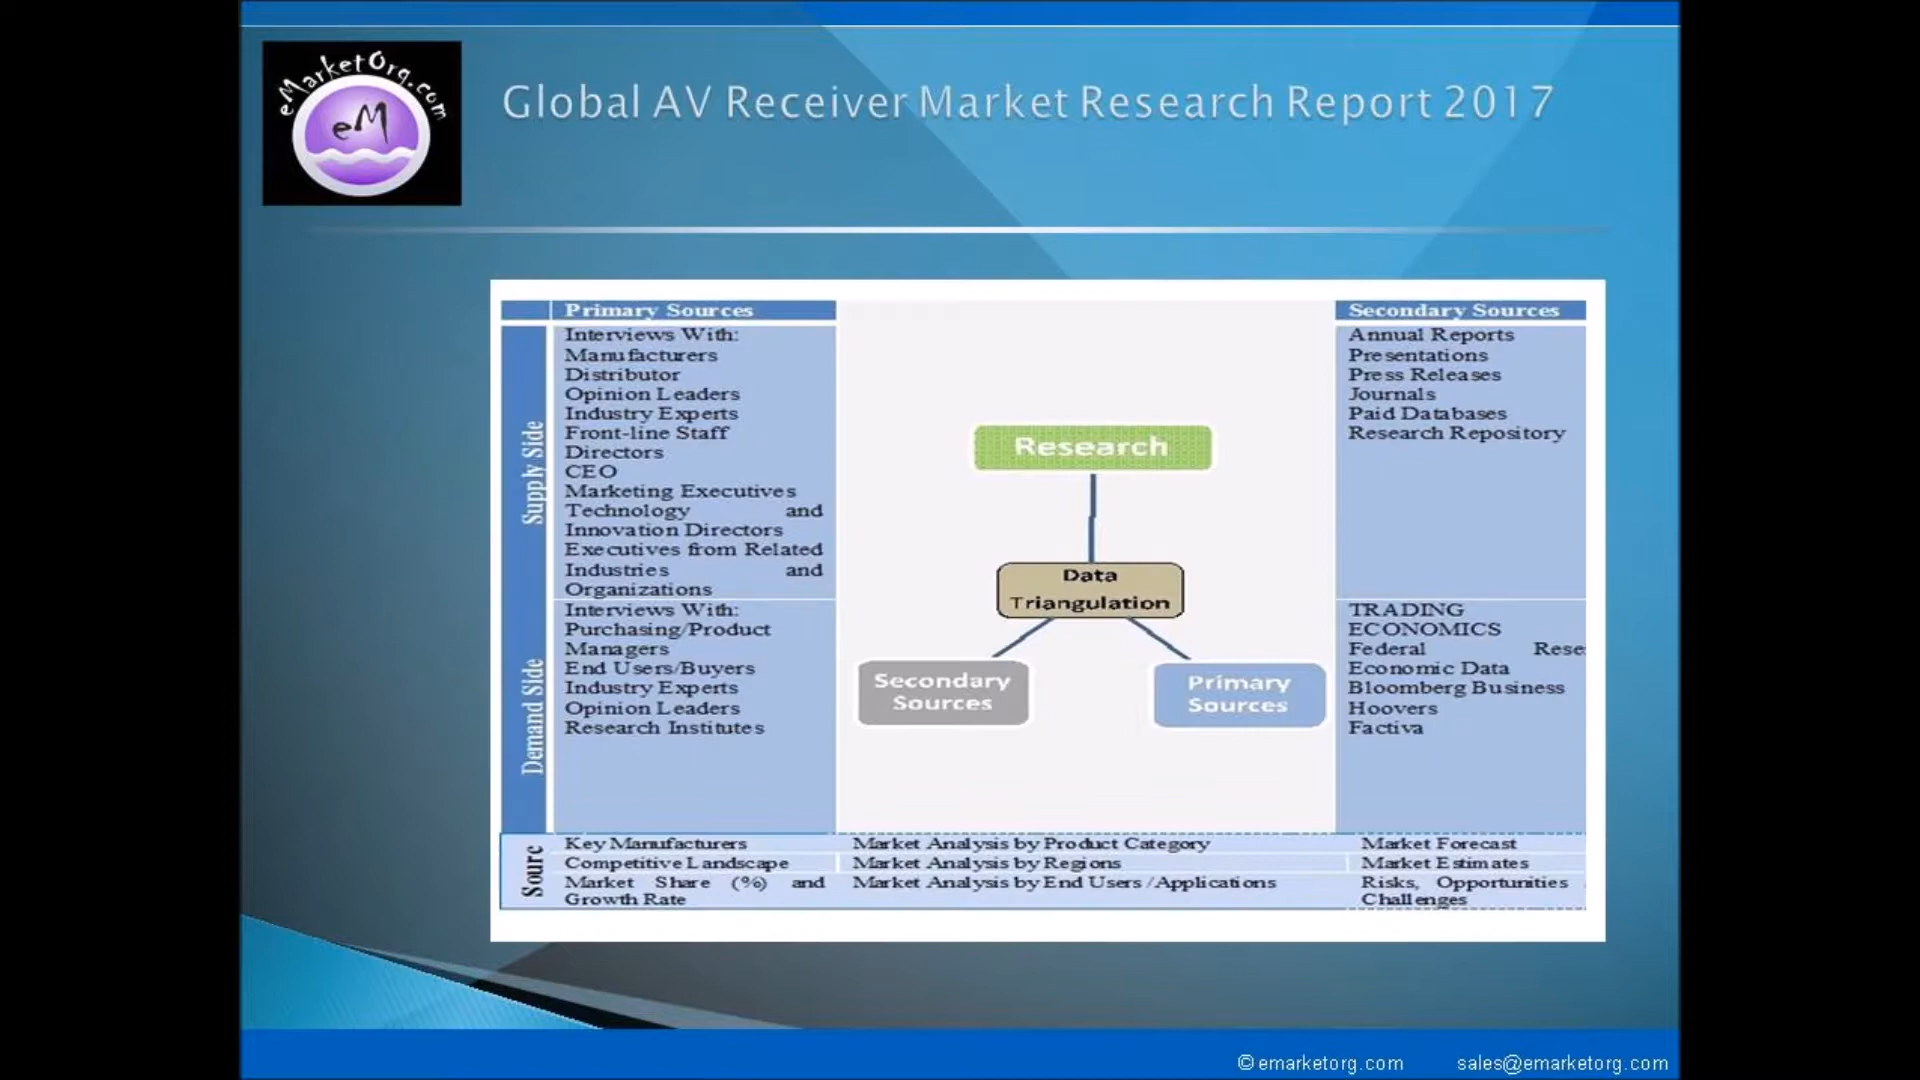 eMarketOrg.com
eM
Global AV Receiver Market Research Report 2017
Primary Sources
Supply Side
Interviews With:
Manufacturers
Distributor
Opinion Leaders
Industry Experts
Front-line Staff
Directors
CEO
Marketing Executives
Technology and
Innovation Directors
Executives from Related
Industries and
Organizations
Demand Side
Interviews With:
Purchasing/Product
Managers
End Users/Buyers
Industry Experts
Opinion Leaders
Research Institutes
Research
Data
Triangulation
Secondary
Sources
Primary
Sources
Secondary Sources
Annual Reports
Presentations
Press Releases
Journals
Paid Databases
Research Repository
TRADING
ECONOMICS
Federal Rese
Economic Data
Bloomberg Business
Hoovers
Factiva
Sourc
Key Manufacturers
Competitive Landscape
Market Share (%) and
Growth Rate
Market Analysis by Product Category
Market Analysis by Regions
Market Analysis by End Users /Applications
Market Forecast
Market Estimates
Risks, Opportunities
Challenges
© emarketorg.com
sales@emarketorg.com